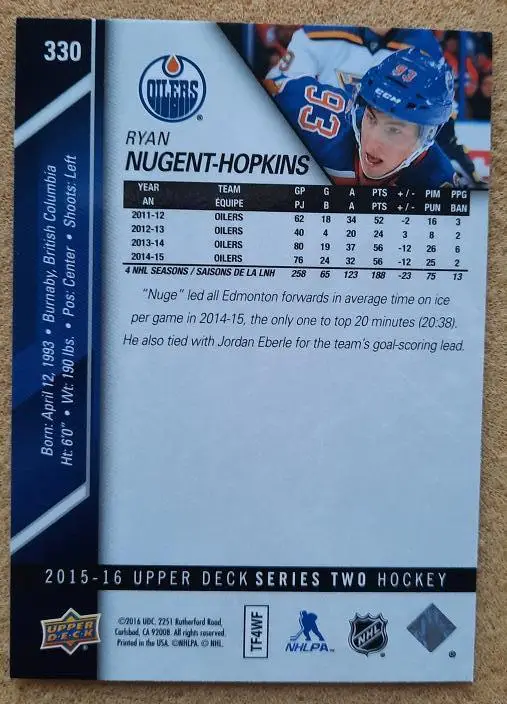 330
OILERS
®
93
CCM
93
RYAN
NUGENT-HOPKINS
YEAR TEAM GP G A PTS +/- PIM PPG
AN ÉQUIPE PJ B A PTS +/- PUN BAN
2011-12 OILERS 62 18 34 52 -2 16 3
2012-13 OILERS 40 4 20 24 3 8 2
2013-14 OILERS 80 19 37 56 -12 26 6
2014-15 OILERS 76 24 32 56 -12 25 2
4 NHL SEASONS / SAISONS DE LA LNH 258 65 123 188 -23 75 13
"Nuge" led all Edmonton forwards in average time on ice
per game in 2014-15, the only one to top 20 minutes (20:38).
He also tied with Jordan Eberle for the team's goal-scoring lead.
Born: April 12, 1993 • Burnaby, British Columbia
Ht: 6'0" • Wt: 190 lbs. • Pos: Center • Shoots: Left
2015-16 UPPER DECK SERIES TWO HOCKEY
UPPER DECK
©2016 UDC, 2251 Rutherford Road,
Carlsbad, CA 92008. All rights reserved.
Printed in the USA. ©NHLPA. © NHL.
TF4WF
NHLPA
NHL
®